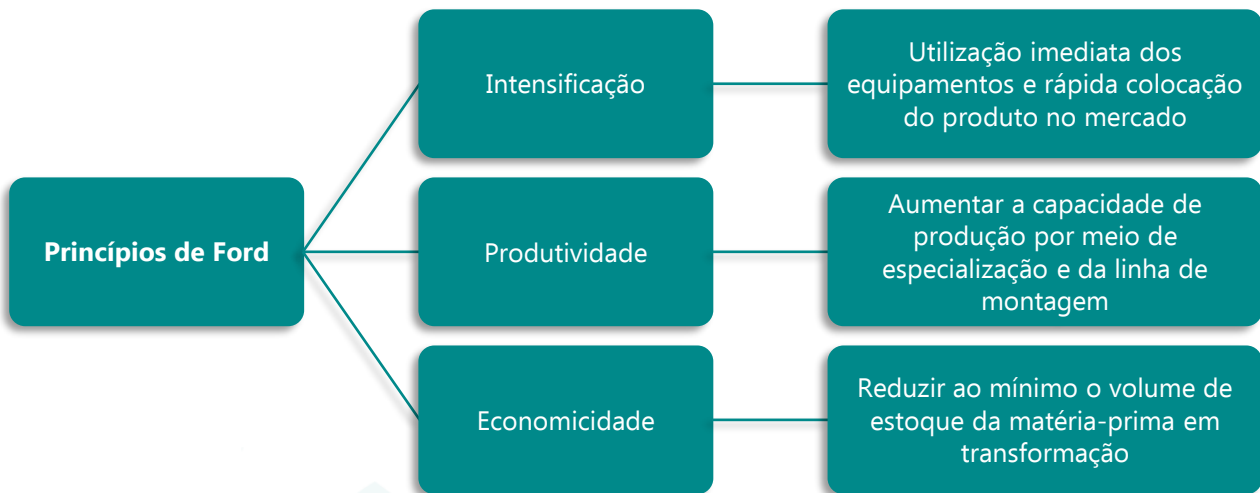 Princípios de Ford
Intensificação
Utilização imediata dos
equipamentos e rápida colocação
do produto no mercado
Produtividade
Aumentar a capacidade de
produção por meio de
especialização e da linha de
montagem
Economicidade
Reduzir ao mínimo o volume de
estoque da matéria-prima em
transformação